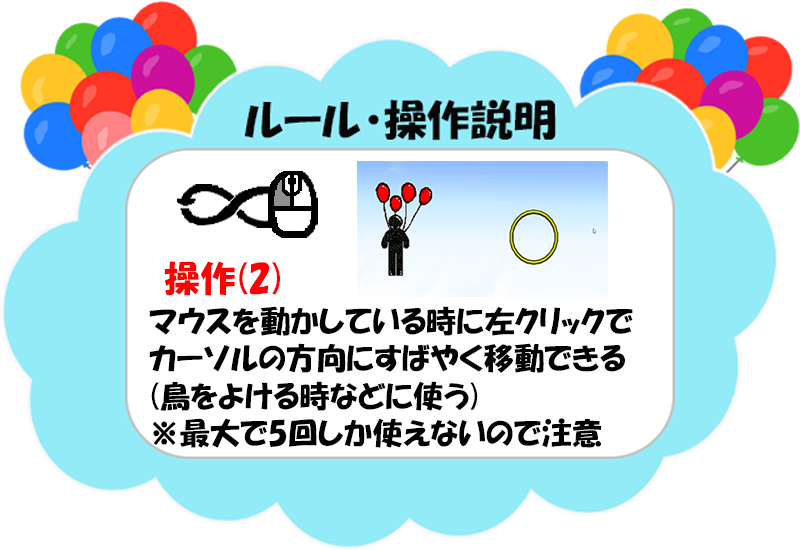 ルール・操作説明
操作(2)
マウスを動かしている時に左クリックで
カーソルの方向にすばやく移動できる
(鳥をよける時などに使う)
※最大で5回しか使えないので注意